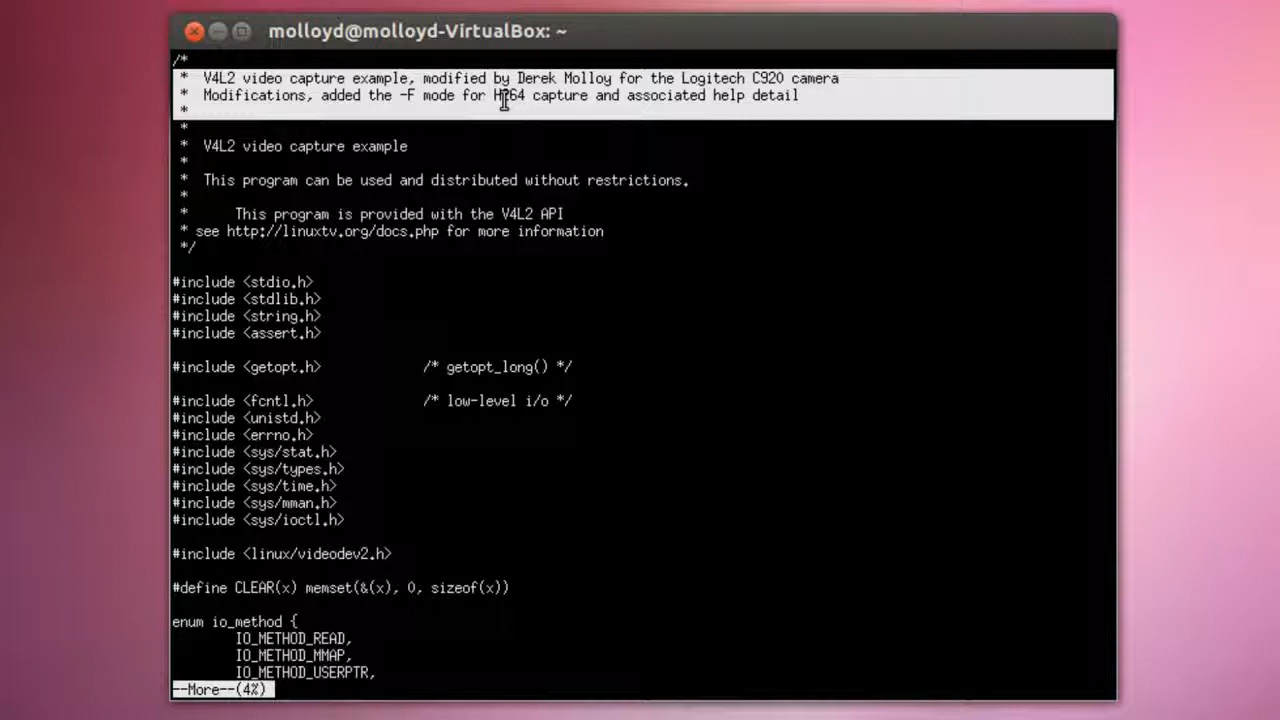 molloyd@molloyd-VirtualBox: ~
/*
 *  V4L2 video capture example, modified by Derek Molloy for the Logitech C920 camera
 *  Modifications, added the -F mode for H264 capture and associated help detail
 *
 *
 *  V4L2 video capture example
 *
 *  This program can be used and distributed without restrictions.
 *
 *      This program is provided with the V4L2 API
 * see http://linuxtv.org/docs.php for more information
 */
#include <stdio.h>
#include <stdlib.h>
#include <string.h>
#include <assert.h>
#include <getopt.h>             /* getopt_long() */
#include <fcntl.h>              /* low-level i/o */
#include <unistd.h>
#include <errno.h>
#include <sys/stat.h>
#include <sys/types.h>
#include <sys/time.h>
#include <sys/mman.h>
#include <sys/ioctl.h>
#include <linux/videodev2.h>
#define CLEAR(x) memset(&(x), 0, sizeof(x))
enum io_method {
        IO_METHOD_READ,
        IO_METHOD_MMAP,
        IO_METHOD_USERPTR,
--More--(4%)